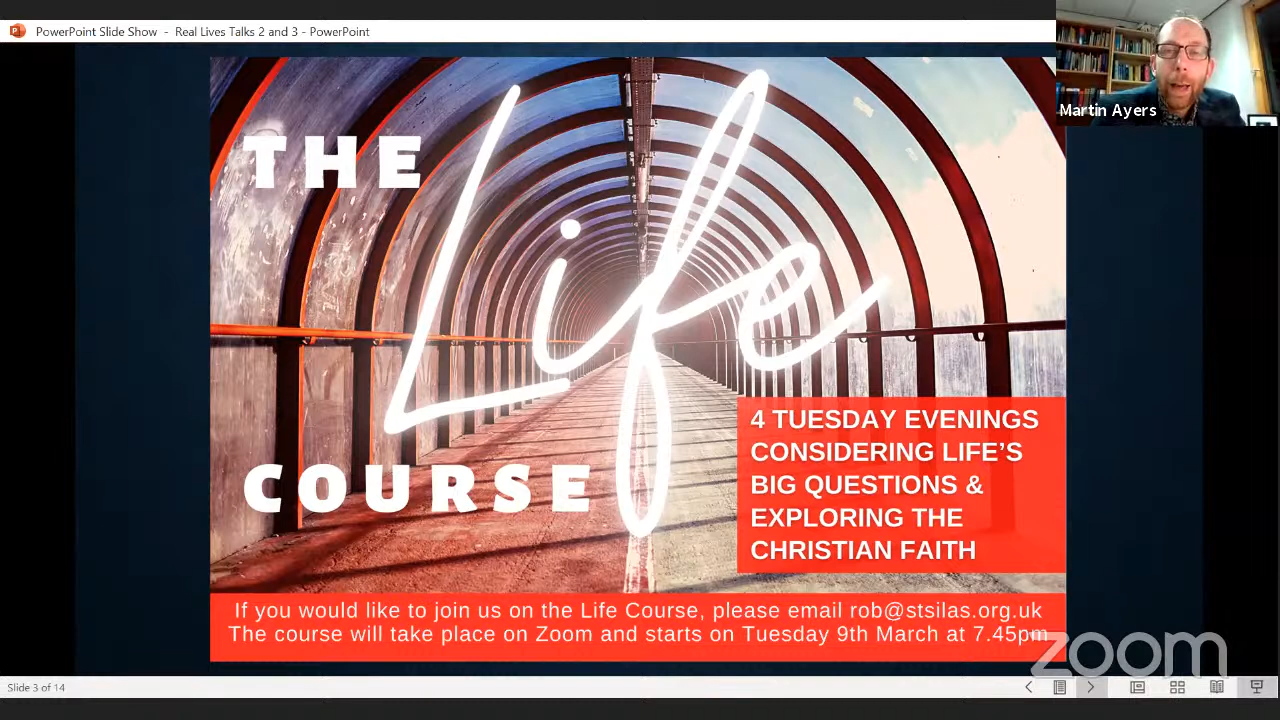 PowerPoint Slide Show - Real Lives Talks 2 and 3 - PowerPoint
Martin Ayers
THE
Life
COURSE
4 TUESDAY EVENINGS
CONSIDERING LIFE'S
BIG QUESTIONS &
EXPLORING THE
CHRISTIAN FAITH
If you would like to join us on the Life Course, please email rob@stsilas.org.uk
The course will take place on Zoom and starts on Tuesday 9th March at 7.45pm
zoom
Slide 3 of 14